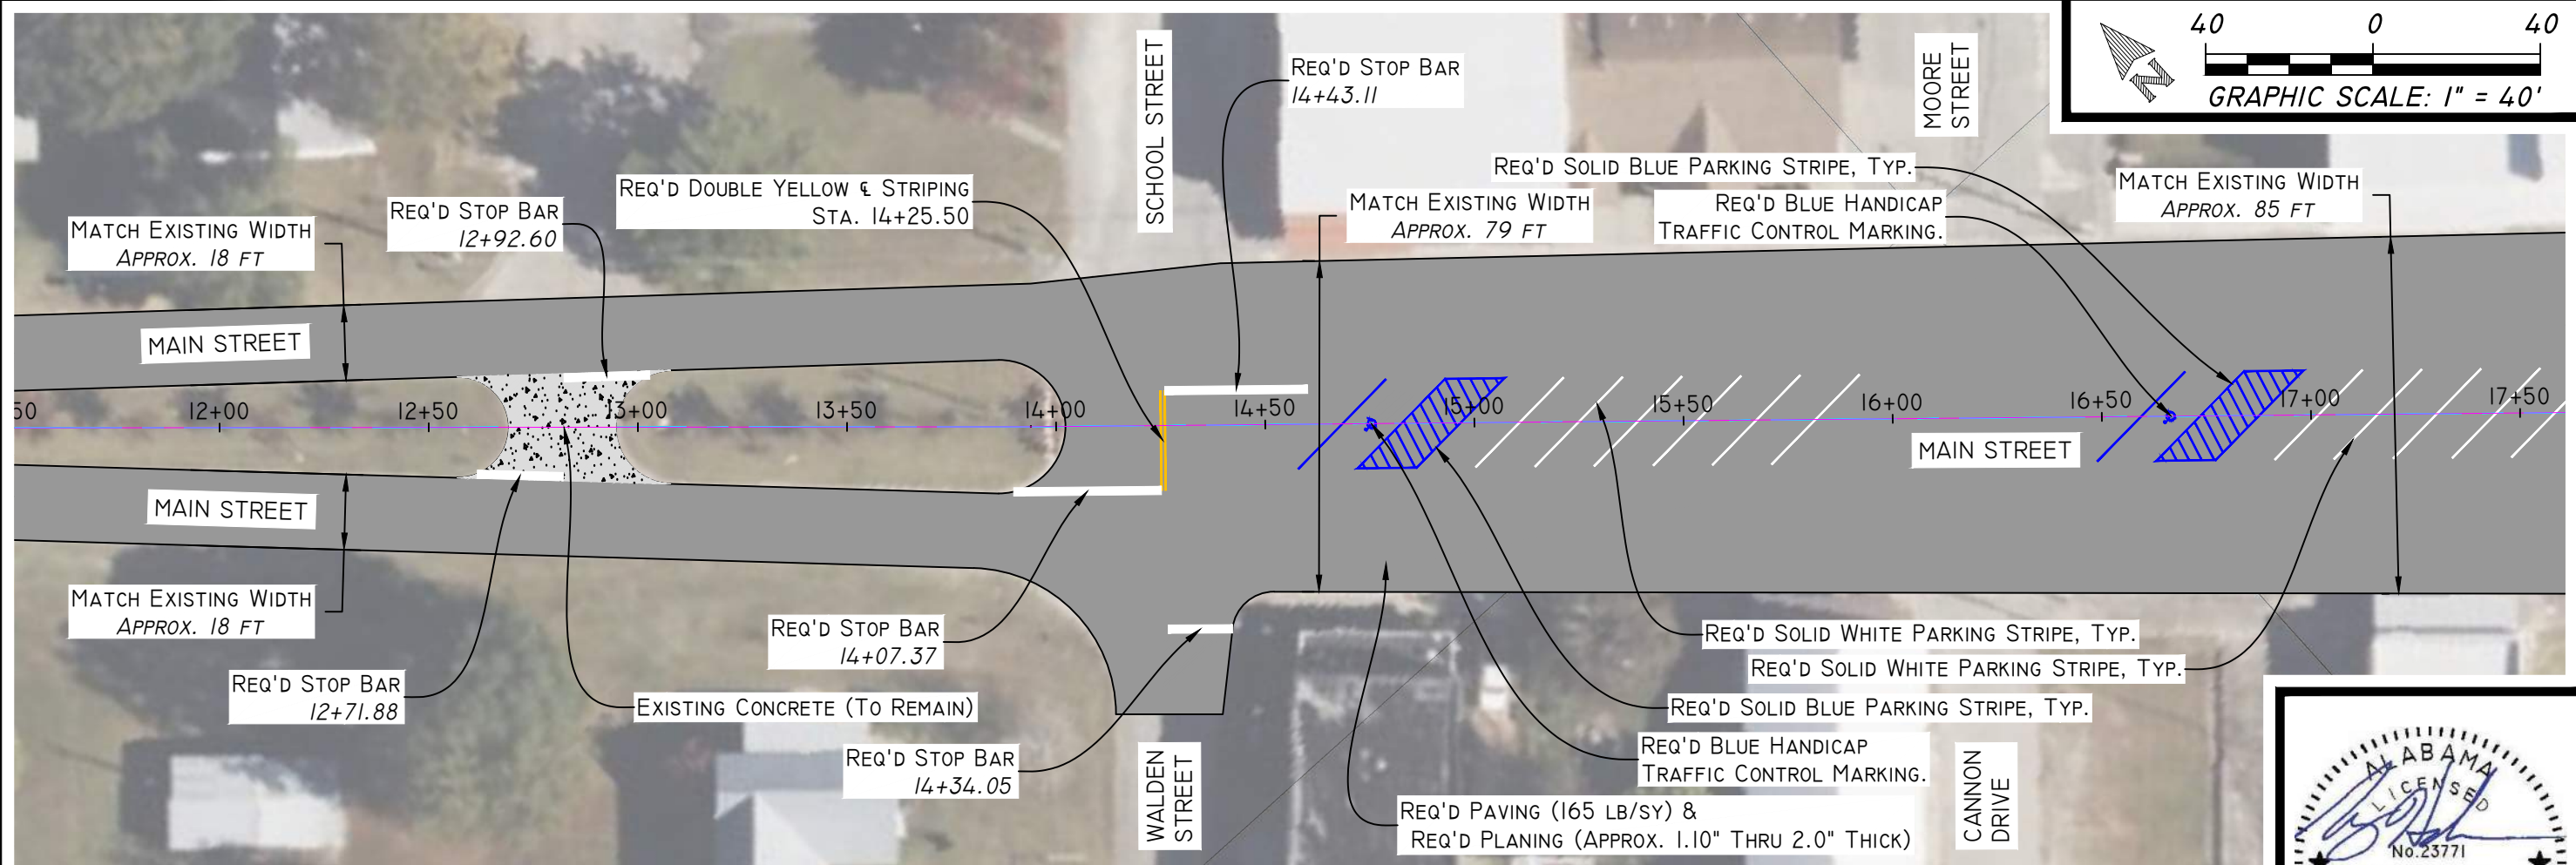 40 0 40
GRAPHIC SCALE: 1" = 40'
N
SCHOOL STREET
MOORE
STREET
REQ'D STOP BAR
14+43.11
REQ'D SOLID BLUE PARKING STRIPE, TYP.
REQ'D DOUBLE YELLOW ℄ STRIPING
STA. 14+25.50
MATCH EXISTING WIDTH
APPROX. 85 FT
REQ'D STOP BAR
12+92.60
MATCH EXISTING WIDTH
APPROX. 79 FT
REQ'D BLUE HANDICAP
TRAFFIC CONTROL MARKING.
MATCH EXISTING WIDTH
APPROX. 18 FT
MAIN STREET
50 12+00 12+50 13+00 13+50 14+00 14+50 15+00 15+50 16+00 16+50 17+00 17+50
MAIN STREET
MAIN STREET
MATCH EXISTING WIDTH
APPROX. 18 FT
REQ'D STOP BAR
14+07.37
REQ'D SOLID WHITE PARKING STRIPE, TYP.
REQ'D SOLID WHITE PARKING STRIPE, TYP.
REQ'D STOP BAR
12+71.88
EXISTING CONCRETE (TO REMAIN)
REQ'D SOLID BLUE PARKING STRIPE, TYP.
REQ'D STOP BAR
14+34.05
WALDEN
STREET
REQ'D BLUE HANDICAP
TRAFFIC CONTROL MARKING.
CANNON
DRIVE
REQ'D PAVING (165 LB/SY) &
REQ'D PLANING (APPROX. 1.10" THRU 2.0" THICK)
ALABAMA
LICENSED
No.23771